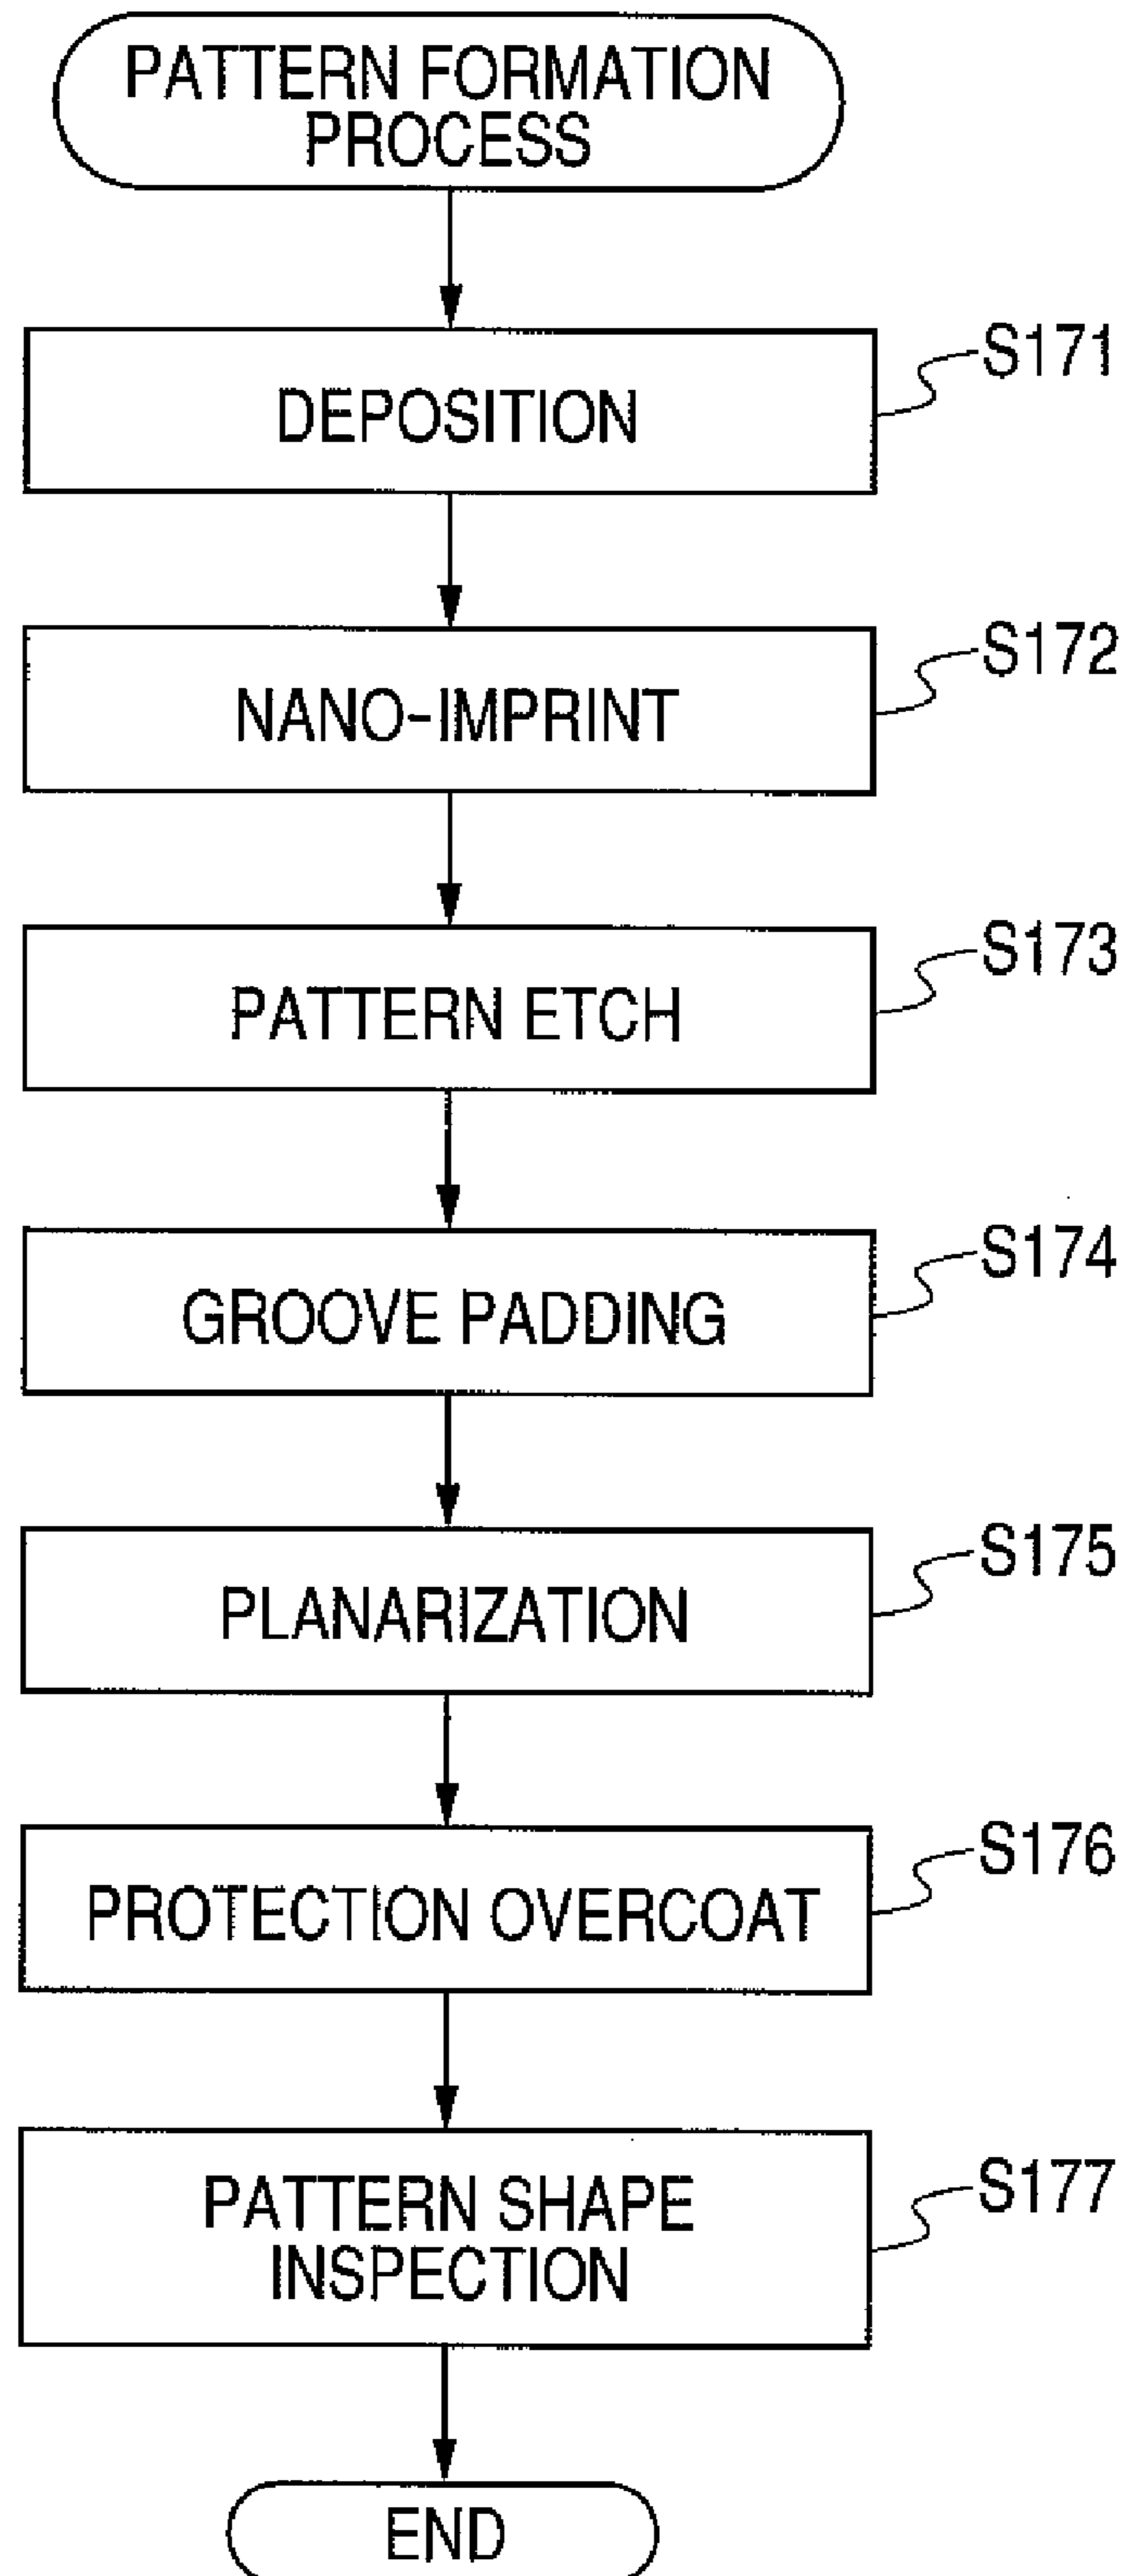 PATTERN FORMATION
PROCESS
DEPOSITION
S171
NANO-IMPRINT
S172
PATTERN ETCH
S173
GROOVE PADDING
S174
PLANARIZATION
S175
PROTECTION OVERCOAT
S176
PATTERN SHAPE
INSPECTION
S177
END